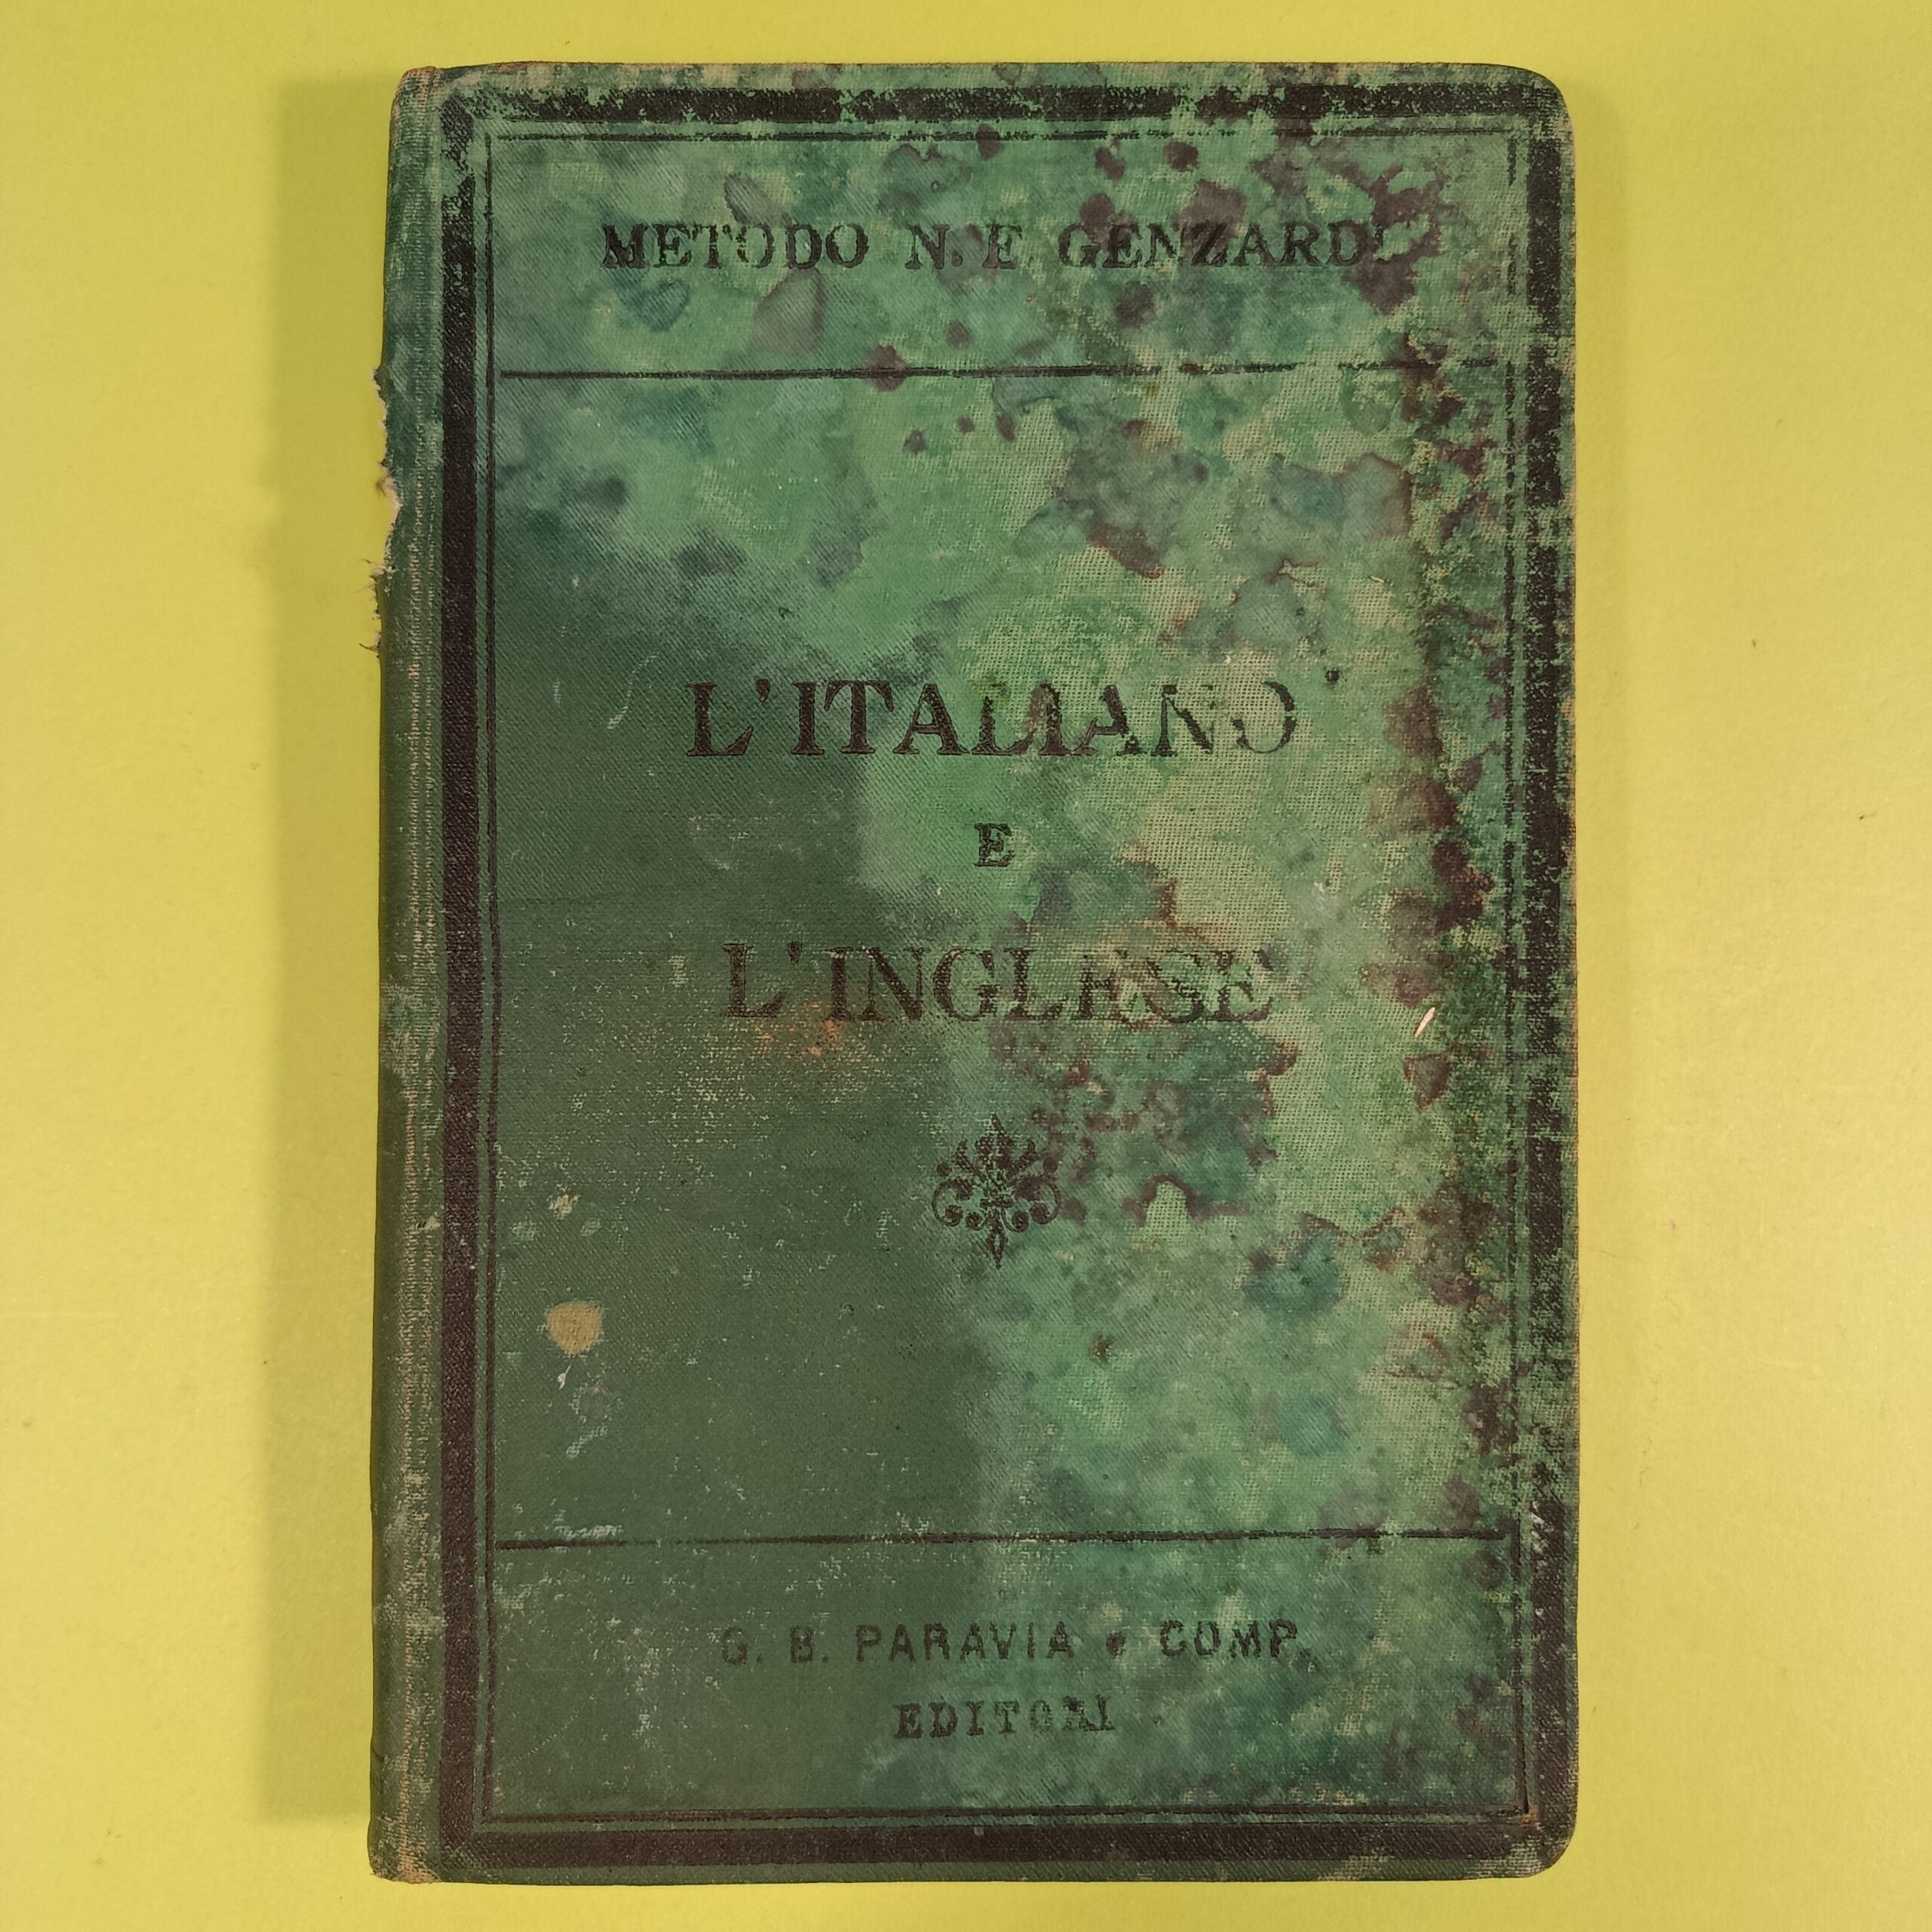 METODO N. E GENZARDI
L'ITALIANO
E
L'INGLESE
G. B. PARAVIA e COMP.
EDITORI